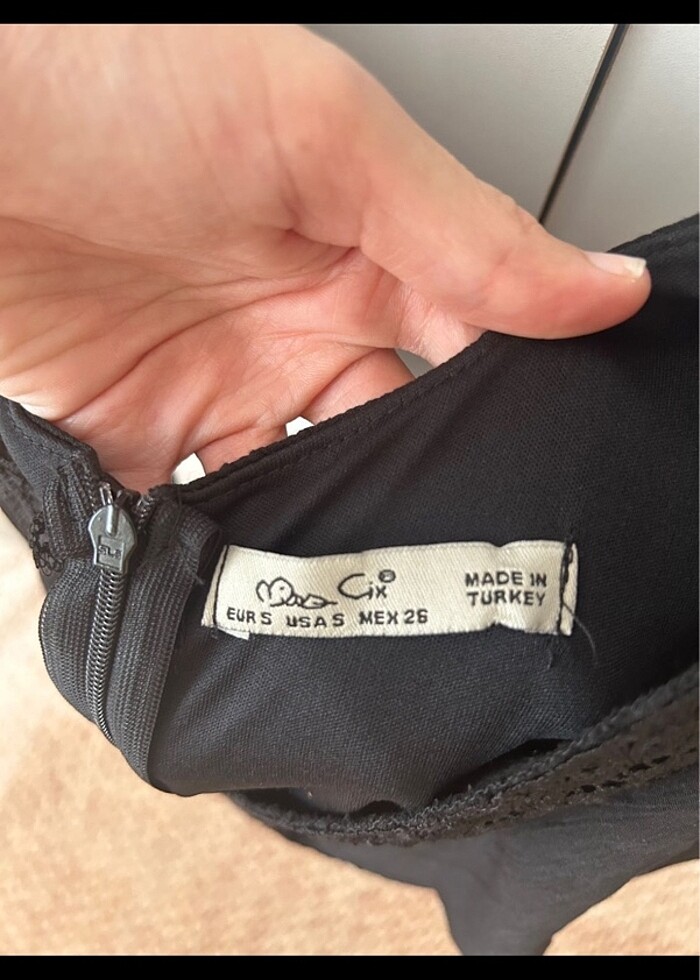 Miss Cix®
EUR S USA S MEX 26
MADE IN
TURKEY